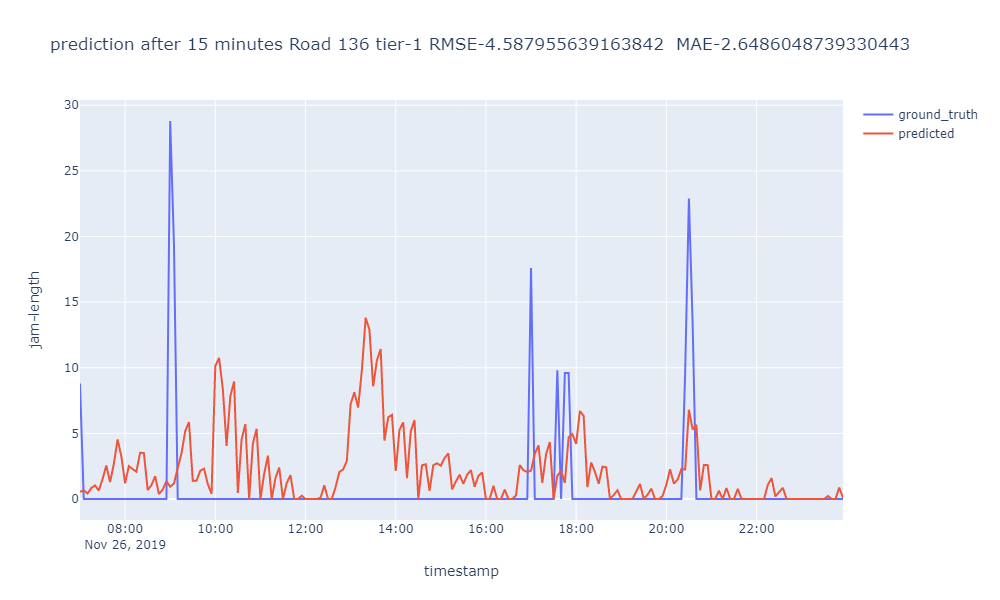 prediction after 15 minutes Road 136 tier-1 RMSE-4.587955639163842  MAE-2.6486048739330443
ground_truth
predicted
30
25
20
15
10
5
0
jam-length
08:00
10:00
12:00
14:00
16:00
18:00
20:00
22:00
Nov 26, 2019
timestamp